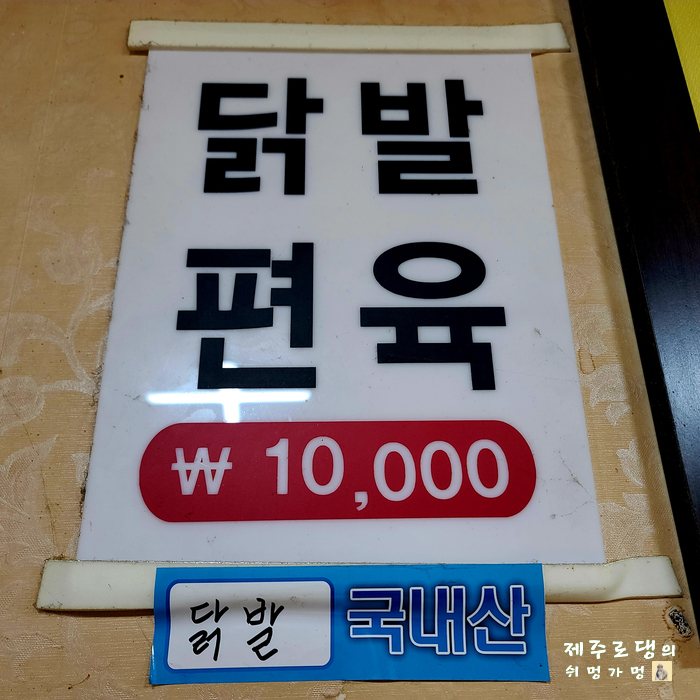 닭발
편육
₩ 10,000
닭발 국내산
제주로댕의
쉬멍가멍